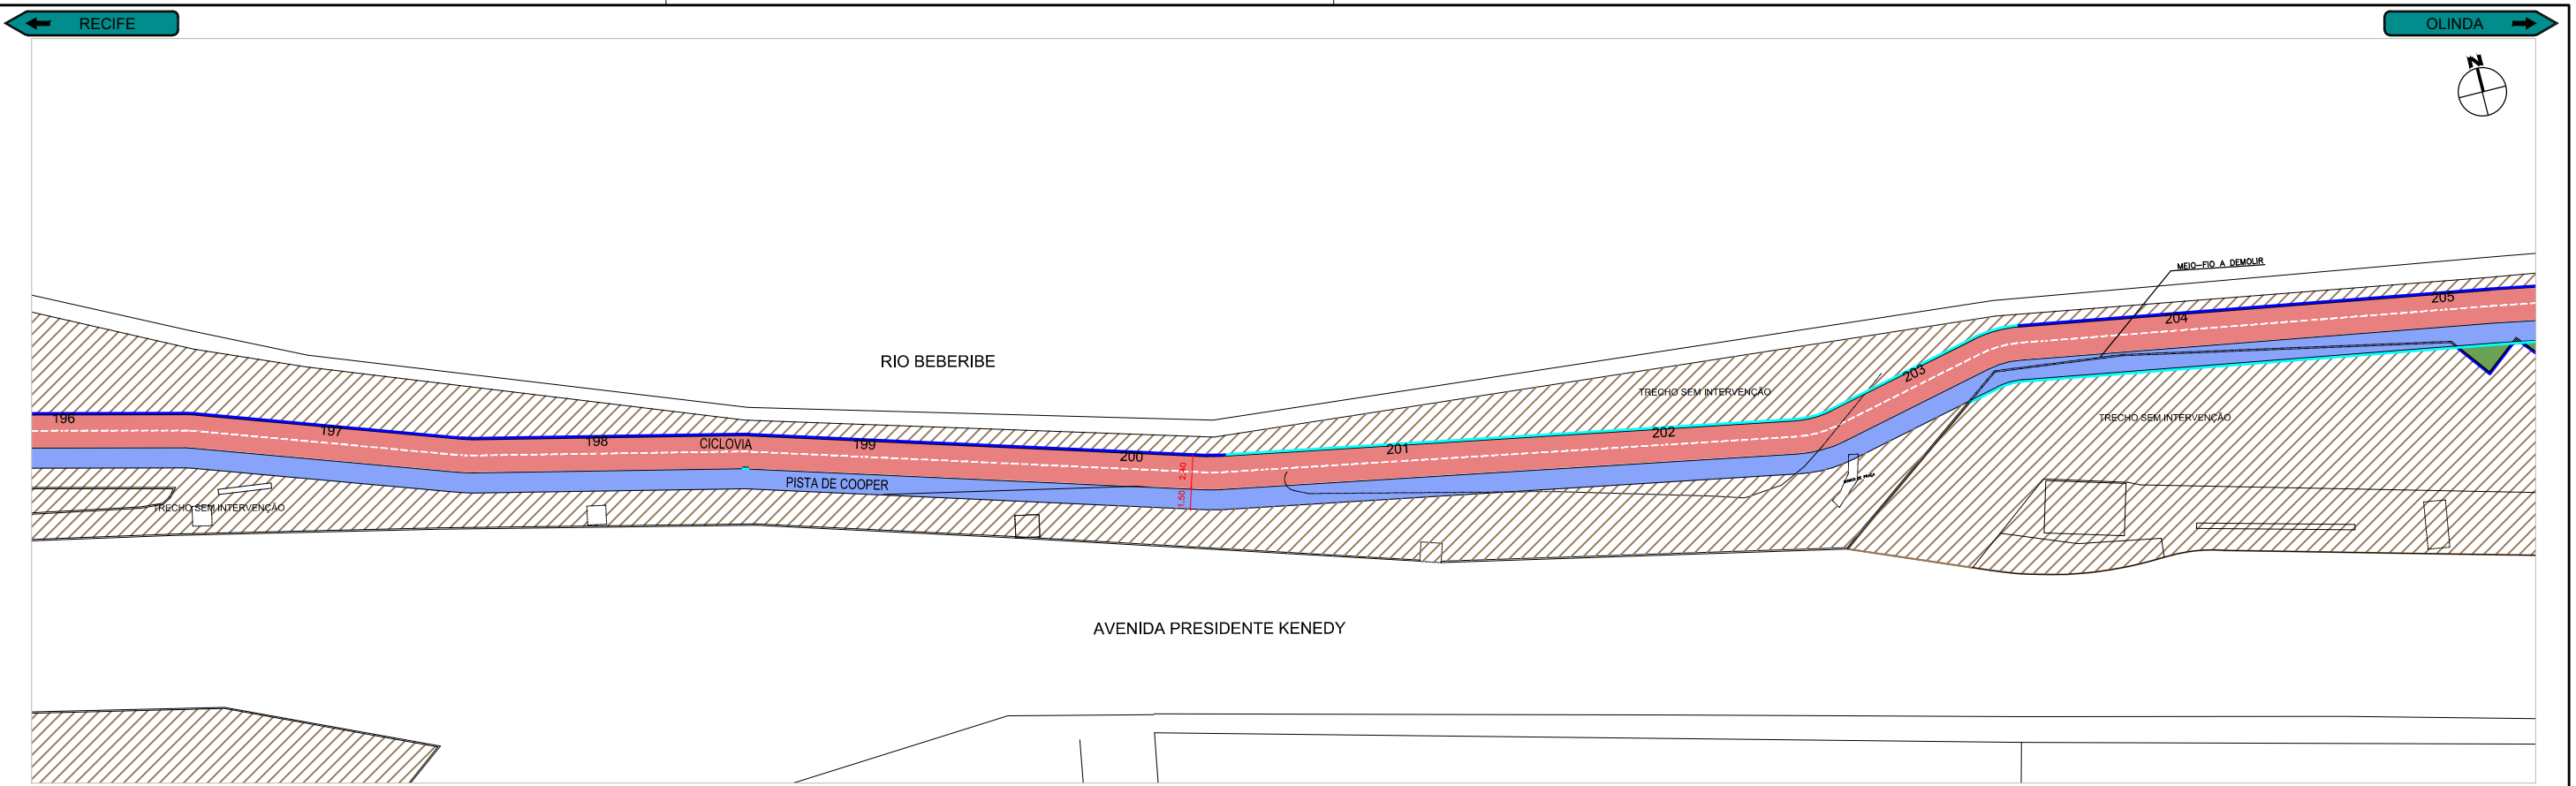 RECIFE
OLINDA
N
MEIO-FIO A DEMOLIR
205
204
RIO BEBERIBE
203
TRECHO SEM INTERVENÇÃO
TRECHO SEM INTERVENÇÃO
196
197
198
CICLOVIA
199
200
201
202
2.40
PISTA DE COOPER
1.50
TRECHO SEM INTERVENÇÃO
AVENIDA PRESIDENTE KENEDY